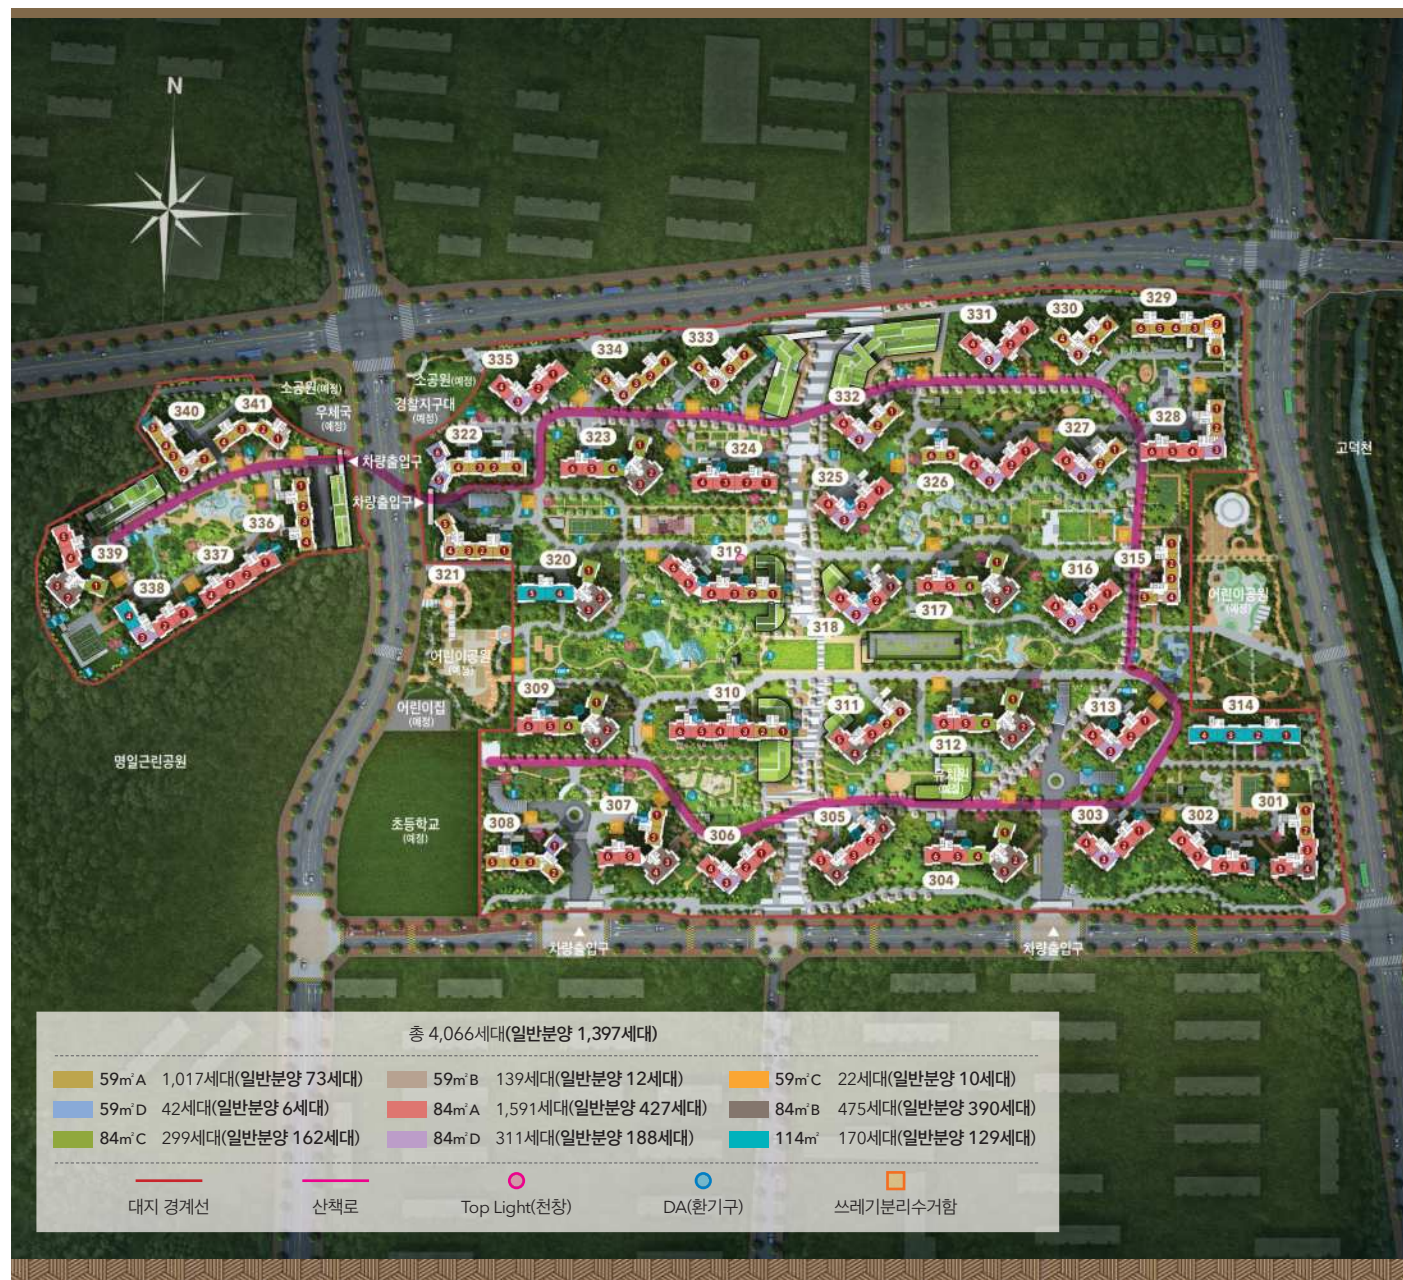 N
329
330
331
333
334
335
소공원(예정)
소공원(예정)
우체국
(예정)
경찰지구대
(예정)
341
340
332
328
322
323
324
327
차량출입구
고덕천
325
326
차량출입구
336
337
339
338
315
319
320
316
321
317
318
어린이공원
(예정)
어린이공원
(예정)
309
310
311
313
314
어린이집
(예정)
312
유치원
(예정)
명일근린공원
초등학교
(예정)
308
307
306
305
303
302
301
304
차량출입구
차량출입구
총 4,066세대(일반분양 1,397세대)
59㎡A 1,017세대(일반분양 73세대) 59㎡B 139세대(일반분양 12세대) 59㎡C 22세대(일반분양 10세대)
59㎡D 42세대(일반분양 6세대) 84㎡A 1,591세대(일반분양 427세대) 84㎡B 475세대(일반분양 390세대)
84㎡C 299세대(일반분양 162세대) 84㎡D 311세대(일반분양 188세대) 114㎡ 170세대(일반분양 129세대)
대지 경계선 산책로 Top Light(천창) DA(환기구) 쓰레기분리수거함